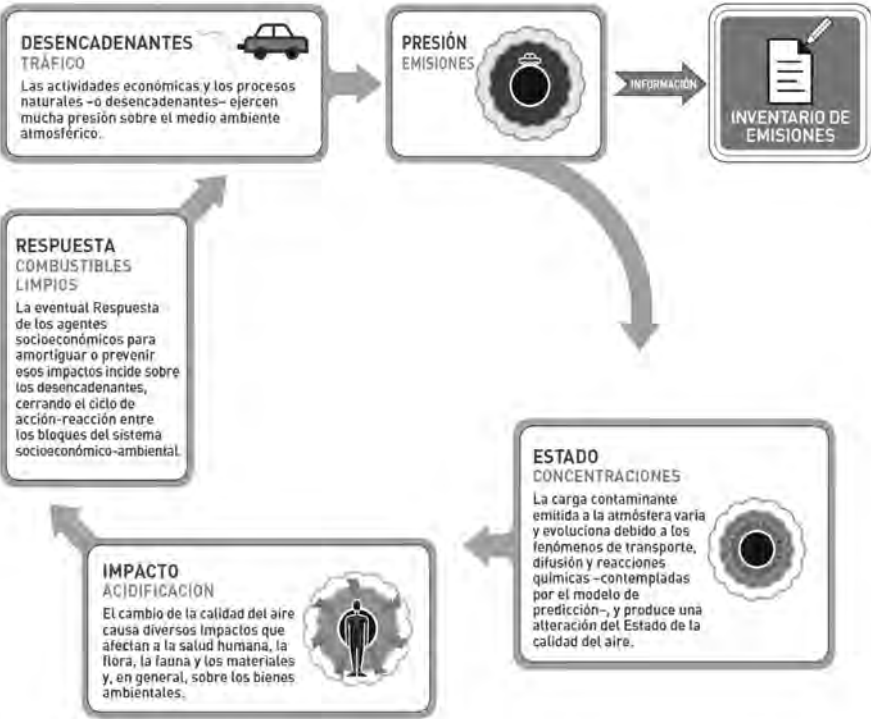 DESENCADENANTES
TRÁFICO
Las actividades económicas y los procesos
naturales –o desencadenantes– ejercen
mucha presión sobre el medio ambiente
atmosférico.
PRESIÓN
EMISIONES
INFORMACIÓN
INVENTARIO DE
EMISIONES
ESTADO
CONCENTRACIONES
La carga contaminante
emitida a la atmósfera varia
y evoluciona debido a los
fenómenos de transporte,
difusión y reacciones
químicas –contempladas
por el modelo de
predicción–, y produce una
alteración del Estado de la
calidad del aire.
IMPACTO
ACIDIFICACION
El cambio de la calidad del aire
causa diversos Impactos que
afectan a la salud humana, la
flora, la fauna y los materiales
y, en general, sobre los bienes
ambientales.
RESPUESTA
COMBUSTIBLES
LIMPIOS
La eventual Respuesta
de los agentes
socioeconómicos para
amortiguar o prevenir
esos impactos incide sobre
los desencadenantes,
cerrando el ciclo de
acción-reacción entre
los bloques del sistema
socioeconómico-ambiental.